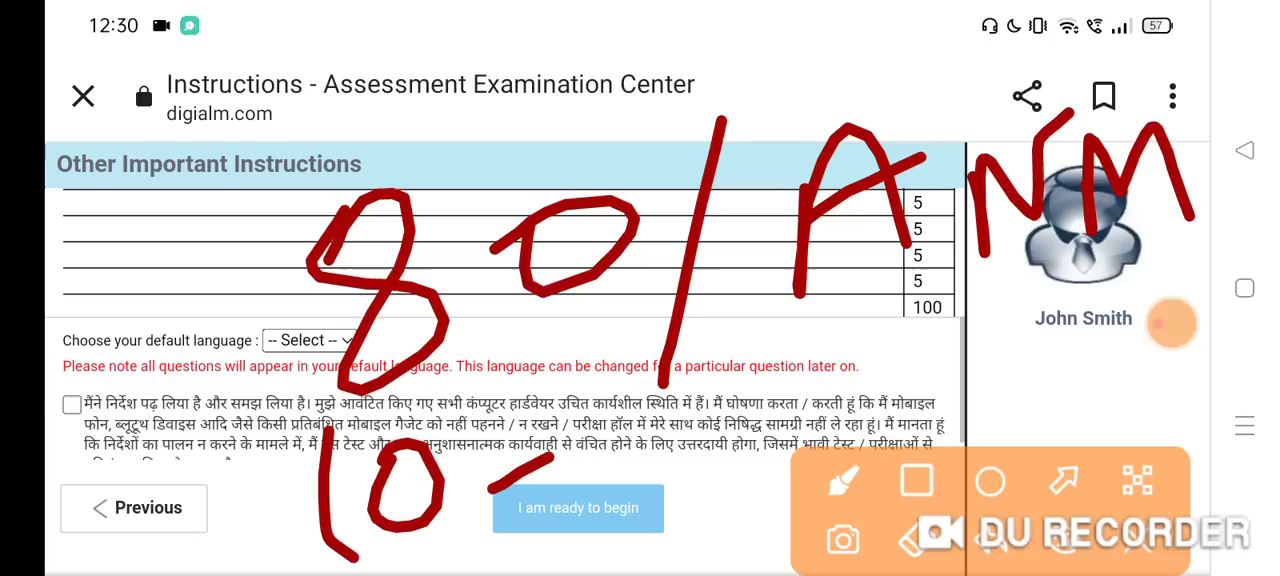 12:30
57
Instructions - Assessment Examination Center
digialm.com
Other Important Instructions
5
5
5
5
100
80/ANM
John Smith
Choose your default language : -- Select --
Please note all questions will appear in your default language. This language can be changed for a particular question later on.
मैंने निर्देश पढ़ लिया है और समझ लिया है। मुझे आवंटित किए गए सभी कंप्यूटर हार्डवेयर उचित कार्यशील स्थिति में हैं। मैं घोषणा करता / करती हूं कि मैं मोबाइल
फोन, ब्लूटूथ डिवाइस आदि जैसे किसी प्रतिबंधित मोबाइल गैजेट को नहीं पहनने / न रखने / परीक्षा हॉल में मेरे साथ कोई निषिद्ध सामग्री नहीं ले रहा हूं। मैं मानता हूं
कि निर्देशों का पालन न करने के मामले में, मैं टेस्ट अनुशासनात्मक कार्यवाही से वंचित होने के लिए उत्तरदायी होगा, जिसमें भावी टेस्ट / परीक्षाओं से
10-
Previous
I am ready to begin
DU RECORDER